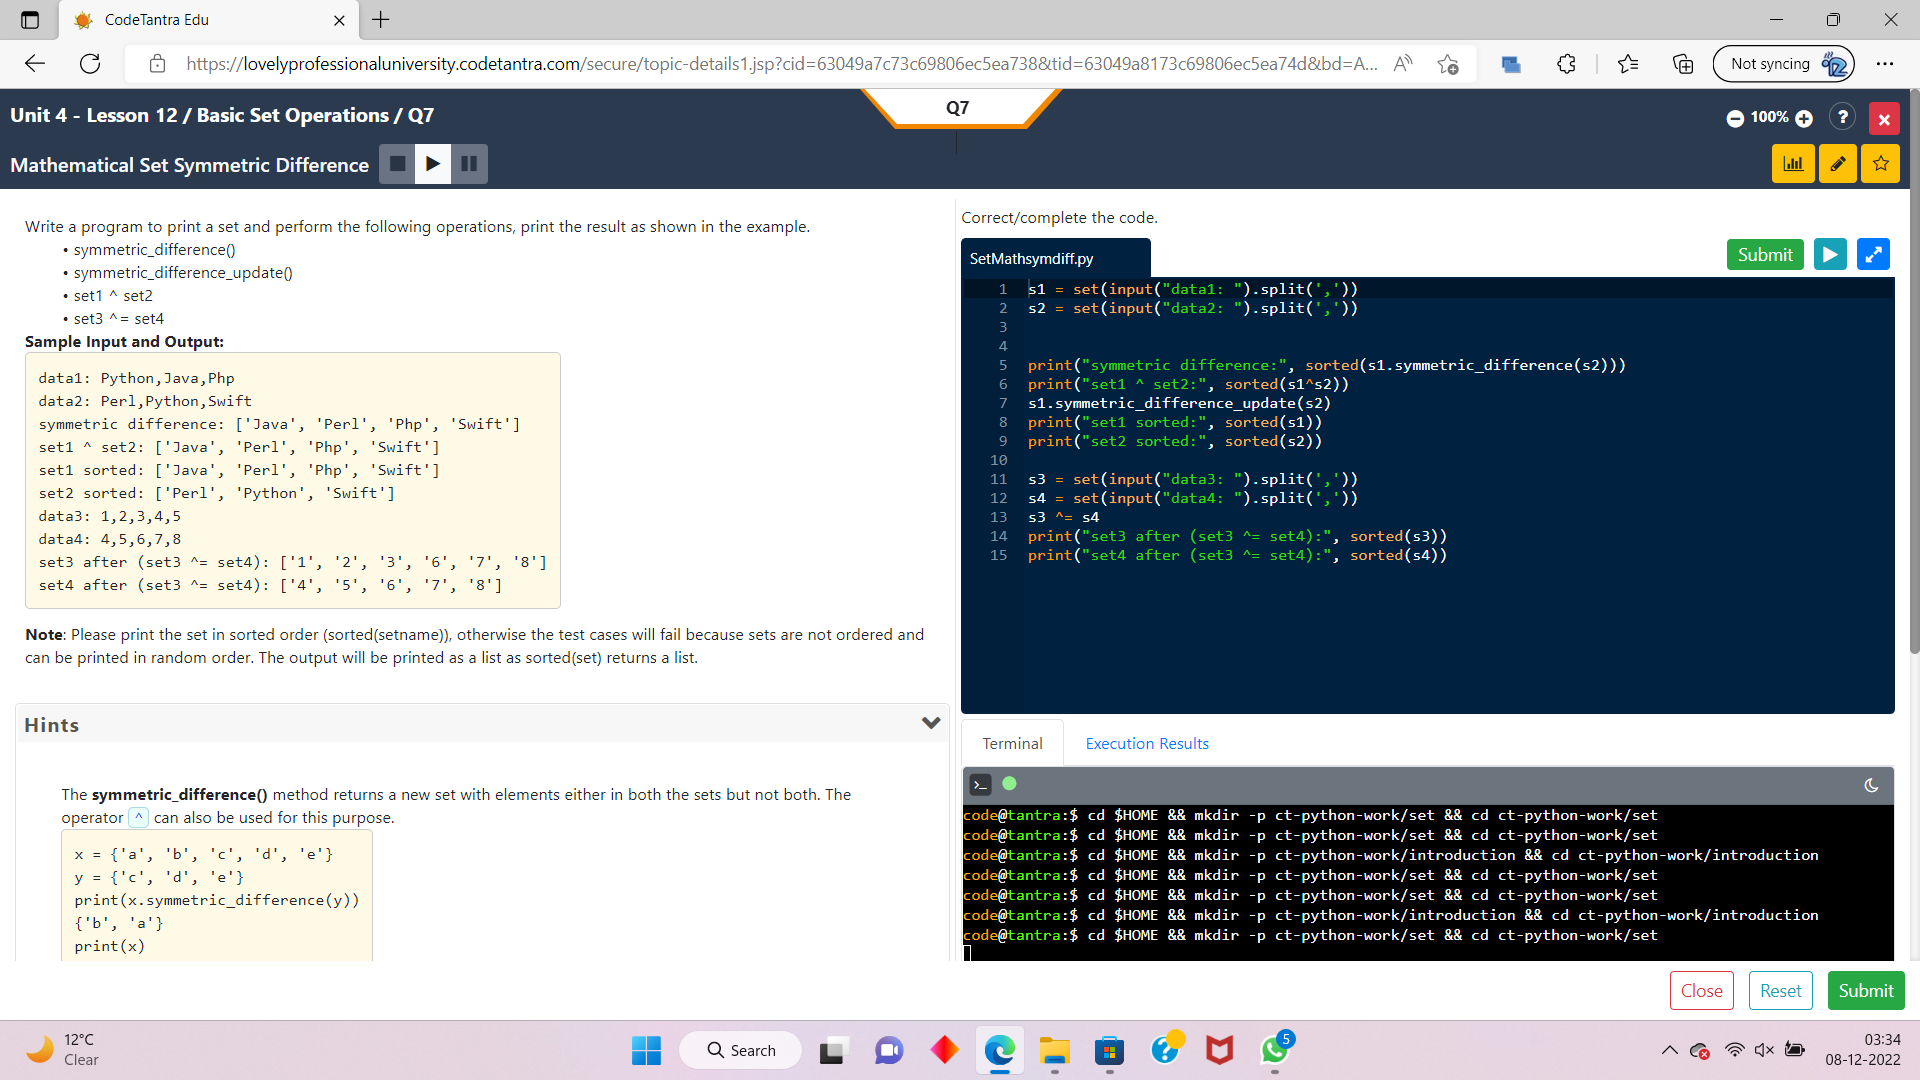 CodeTantra Edu
https://lovelyprofessionaluniversity.codetantra.com/secure/topic-details1.jsp?cid=63049a7c73c69806ec5ea738&tid=63049a8173c69806ec5ea74d&bd=A...
Not syncing
Unit 4 - Lesson 12 / Basic Set Operations / Q7
Q7
100%
?
Mathematical Set Symmetric Difference
Write a program to print a set and perform the following operations, print the result as shown in the example.
• symmetric_difference()
• symmetric_difference_update()
• set1 ^ set2
• set3 ^= set4
Sample Input and Output:
data1: Python,Java,Php
data2: Perl,Python,Swift
symmetric difference: ['Java', 'Perl', 'Php', 'Swift']
set1 ^ set2: ['Java', 'Perl', 'Php', 'Swift']
set1 sorted: ['Java', 'Perl', 'Php', 'Swift']
set2 sorted: ['Perl', 'Python', 'Swift']
data3: 1,2,3,4,5
data4: 4,5,6,7,8
set3 after (set3 ^= set4): ['1', '2', '3', '6', '7', '8']
set4 after (set3 ^= set4): ['4', '5', '6', '7', '8']
Note: Please print the set in sorted order (sorted(setname)), otherwise the test cases will fail because sets are not ordered and
can be printed in random order. The output will be printed as a list as sorted(set) returns a list.
Hints
The symmetric_difference() method returns a new set with elements either in both the sets but not both. The
operator ^ can also be used for this purpose.
x = {'a', 'b', 'c', 'd', 'e'}
y = {'c', 'd', 'e'}
print(x.symmetric_difference(y))
{'b', 'a'}
print(x)
Correct/complete the code.
SetMathsymdiff.py
Submit
1 s1 = set(input("data1: ").split(','))
2 s2 = set(input("data2: ").split(','))
3
4
5 print("symmetric difference:", sorted(s1.symmetric_difference(s2)))
6 print("set1 ^ set2:", sorted(s1^s2))
7 s1.symmetric_difference_update(s2)
8 print("set1 sorted:", sorted(s1))
9 print("set2 sorted:", sorted(s2))
10
11 s3 = set(input("data3: ").split(','))
12 s4 = set(input("data4: ").split(','))
13 s3 ^= s4
14 print("set3 after (set3 ^= set4):", sorted(s3))
15 print("set4 after (set3 ^= set4):", sorted(s4))
Terminal
Execution Results
code@tantra:$ cd $HOME && mkdir -p ct-python-work/set && cd ct-python-work/set
code@tantra:$ cd $HOME && mkdir -p ct-python-work/set && cd ct-python-work/set
code@tantra:$ cd $HOME && mkdir -p ct-python-work/introduction && cd ct-python-work/introduction
code@tantra:$ cd $HOME && mkdir -p ct-python-work/set && cd ct-python-work/set
code@tantra:$ cd $HOME && mkdir -p ct-python-work/set && cd ct-python-work/set
code@tantra:$ cd $HOME && mkdir -p ct-python-work/introduction && cd ct-python-work/introduction
code@tantra:$ cd $HOME && mkdir -p ct-python-work/set && cd ct-python-work/set
Close
Reset
Submit
12°C
Clear
Search
5
03:34
08-12-2022